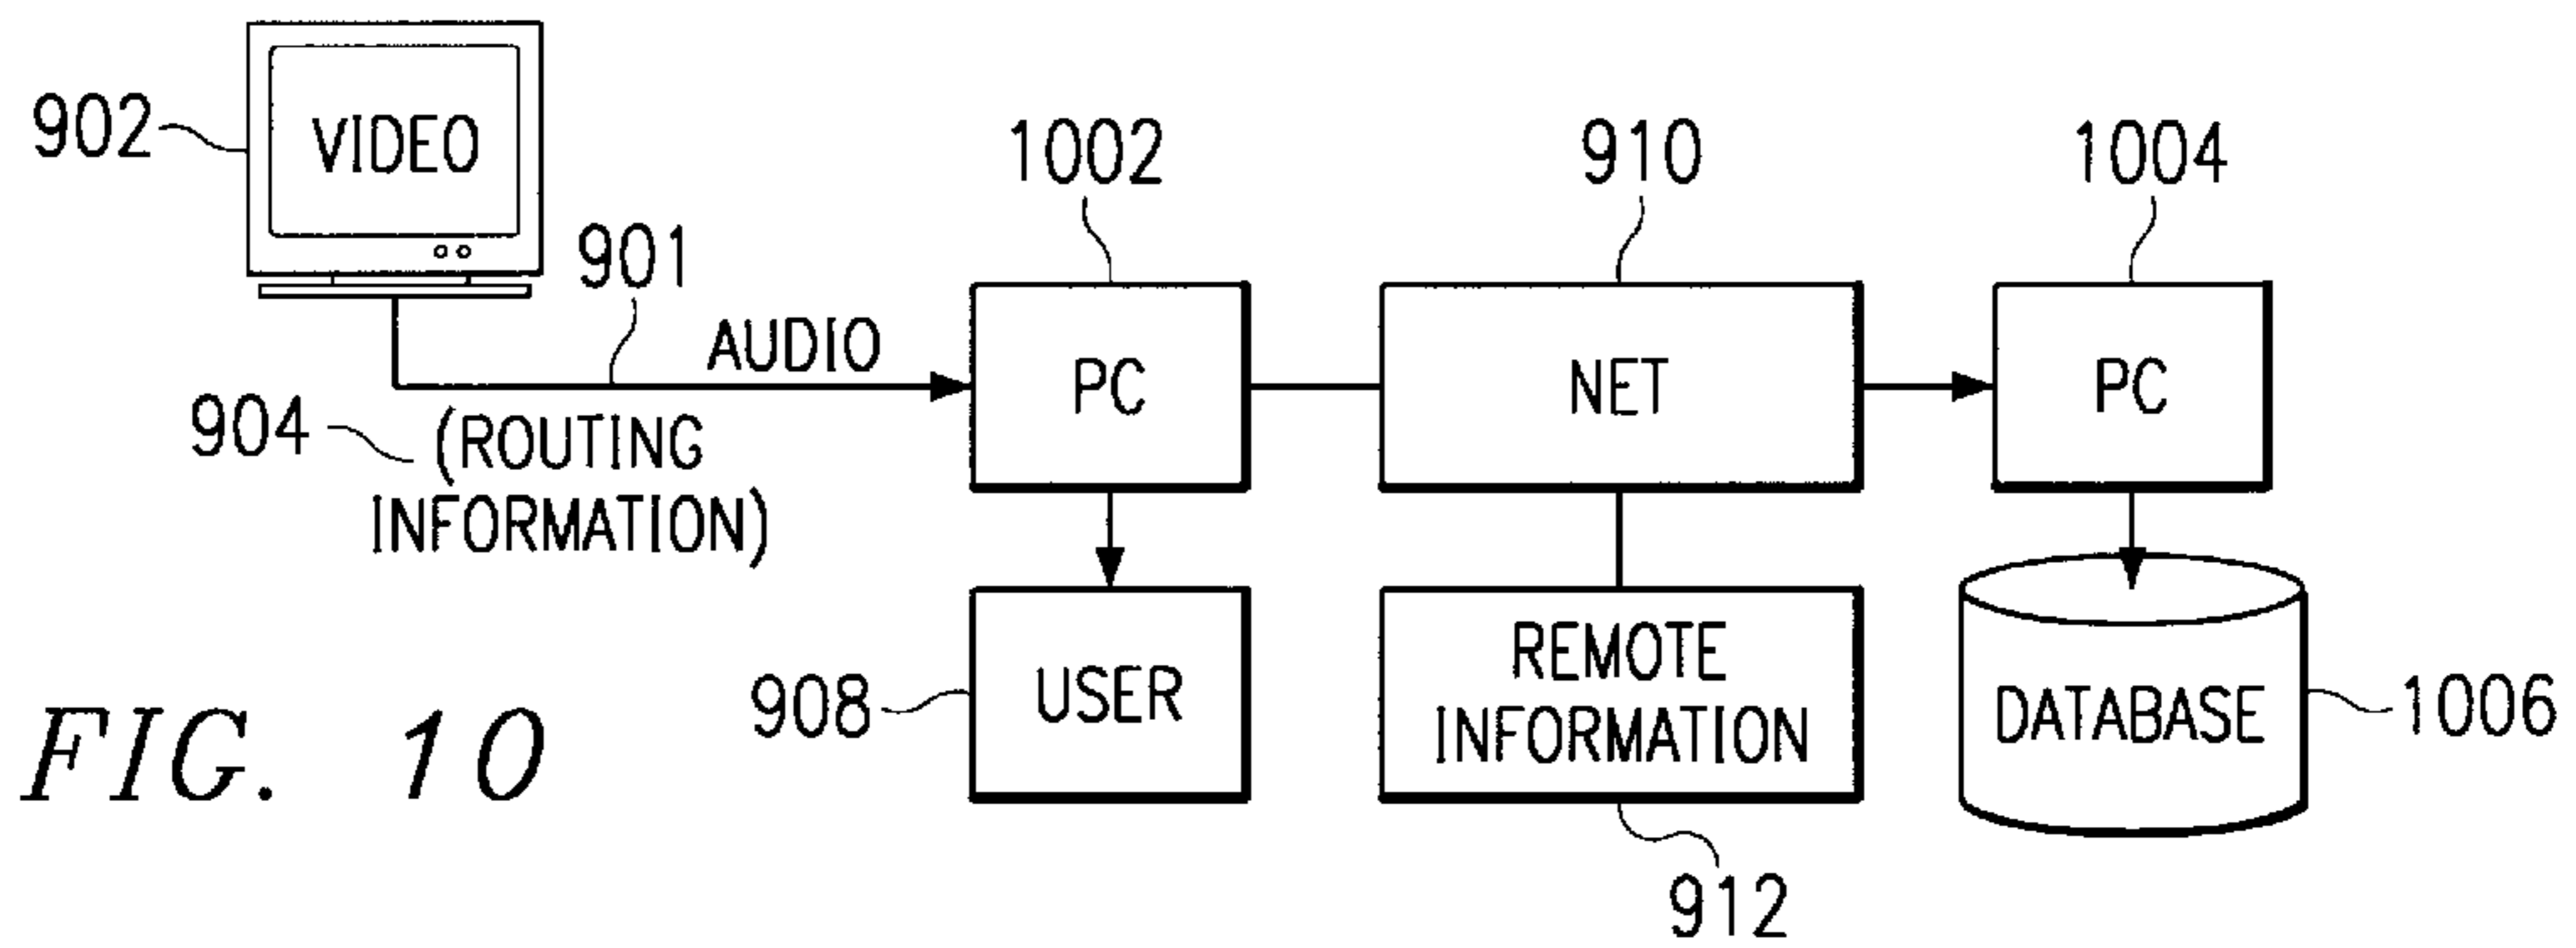 902
VIDEO
901
AUDIO
904
(ROUTING
INFORMATION)
1002
PC
910
NET
1004
PC
908
USER
REMOTE
INFORMATION
912
DATABASE
1006
FIG. 10